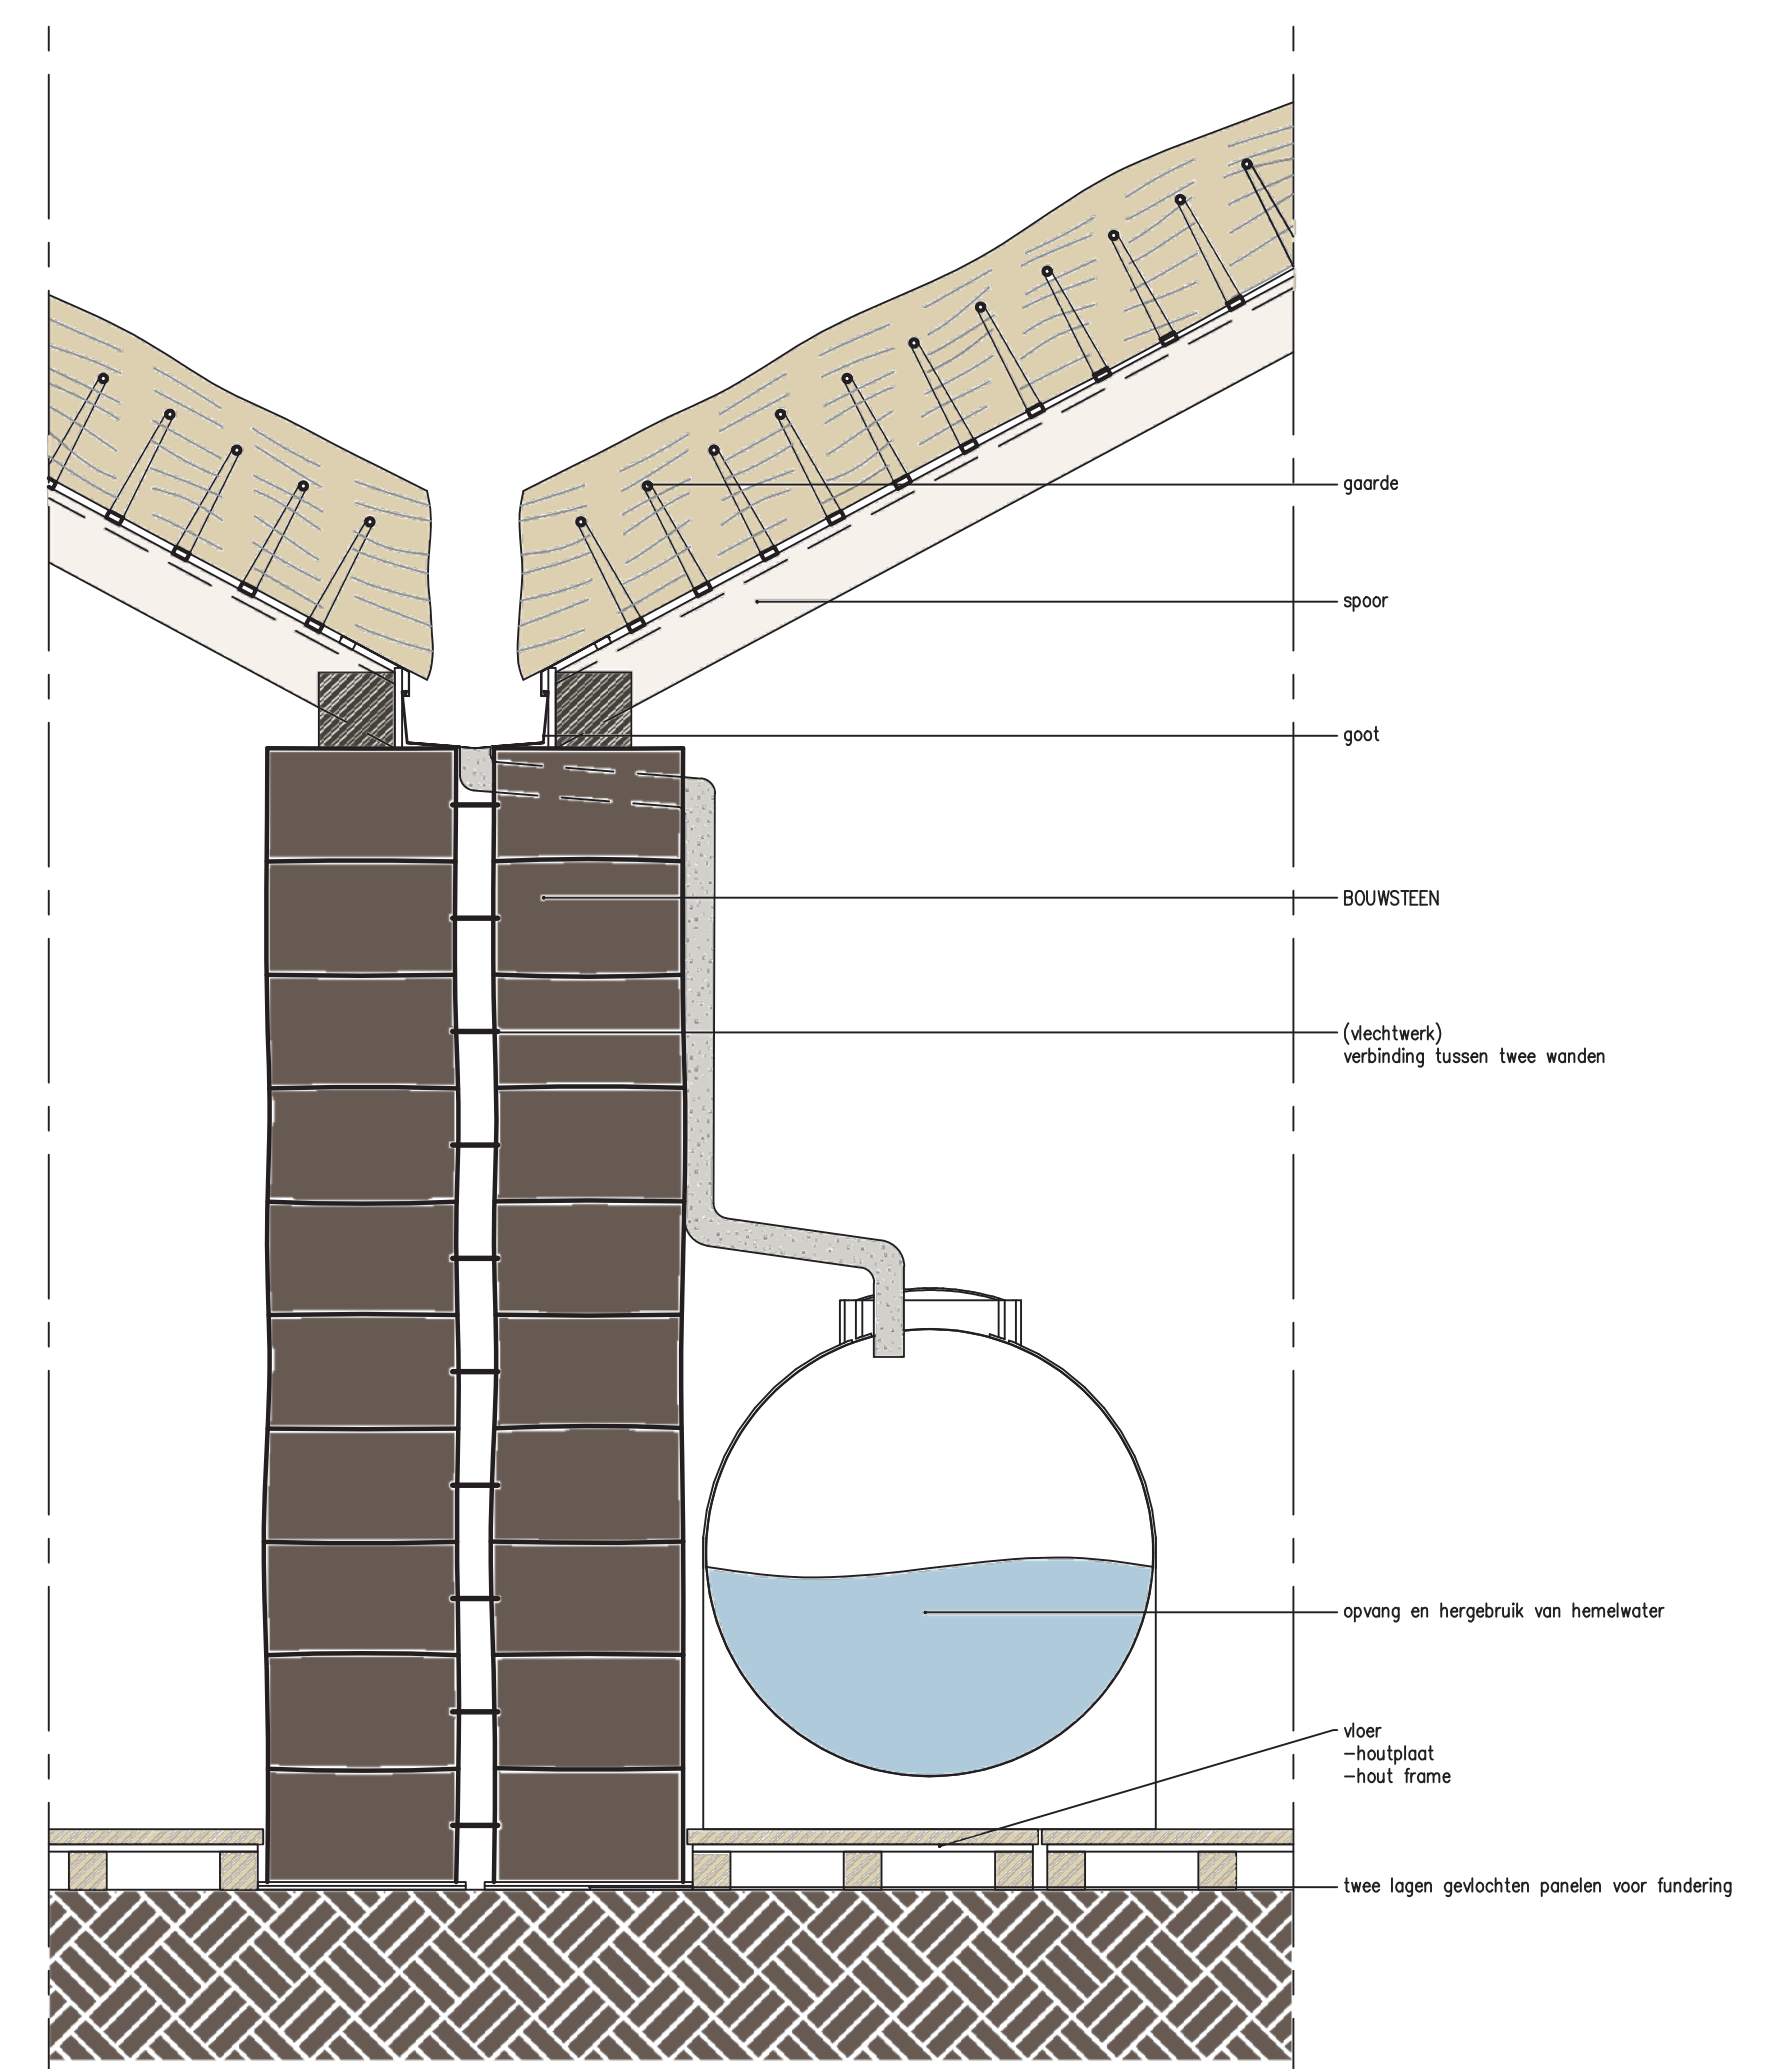 gaarde
spoor
goot
BOUWSTEEN
(vlechtwerk)
verbinding tussen twee wanden
opvang en hergebruik van hemelwater
vloer
-houtplaat
-hout frame
twee lagen gevlochten panelen voor fundering